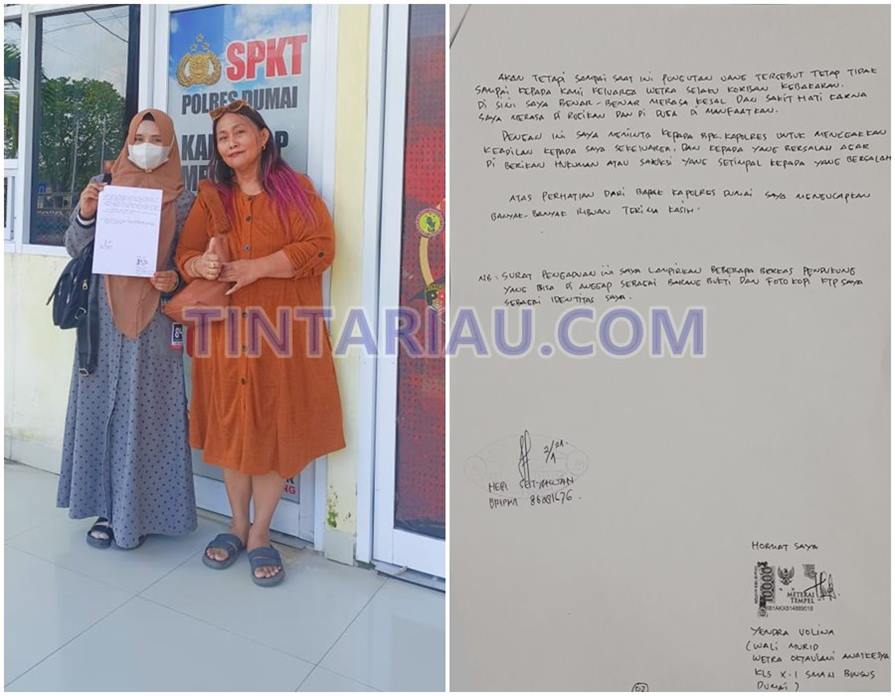 SPKT
POLRES DUMAI
TINTARIAU.COM
AKAN TETAPI SAMPAI SAAT INI PUNGUTAN UANG TERSEBUT TETAP TIDAK
SAMPAI KEPADA KAMI KELUARGA WETRA SELAKU KORBAN KEBAKARAN.
DI SINI SAYA BENAR-BENAR MERASA KESAL DAN SAKIT HATI KARNA
SAYA MERASA DI RUGIKAN DAN DI DUGA DI MANFAATKAN.
DENGAN INI SAYA MEMINTA KEPADA BPK. KAPOLRES UNTUK MENEGAKKAN
KEADILAN KEPADA SAYA SEKELUARGA. DAN KEPADA YANG BERSALAH AGAR
DI BERIKAN HUKUMAN ATAU SANKSI YANG SETIMPAL KEPADA YANG BERSALAH
ATAS PERHATIAN DARI BAPAK KAPOLRES DUMAI SAYA MENGUCAPKAN
BANYAK-BANYAK RIBUAN TERIMA KASIH.
NB: SURAT PENGADUAN INI SAYA LAMPIRKAN BEBERAPA BERKAS PENDUKUNG
YANG BISA DI ANGGAP SEBAGAI BARANG BUKTI DAN FOTO KOPI KTP SAYA
SEBAGAI IDENTITAS SAYA.
HORMAT SAYA
10000
METERAI
TEMPEL
YENDRA VOLINA
(WALI MURID
WETRA OKTAVIANI
KLS X.1 SMAN BINSUS
DUMAI)
02